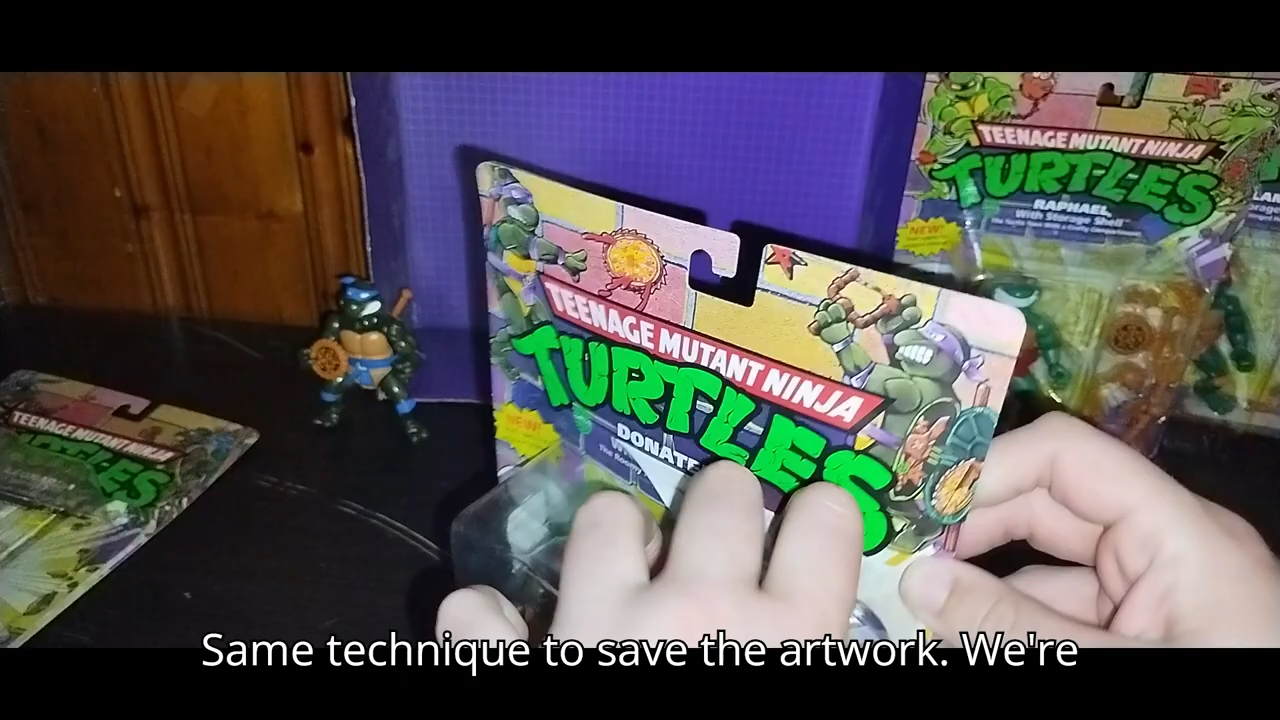 TEENAGE MUTANT NINJA
TURTLES
RAPHAEL
With Storage Shell
NEW!
TEENAGE MUTANT NINJA
TURTLES
NEW!
TEENAGE MUTANT NINJA
TURTLES
Same technique to save the artwork. We're